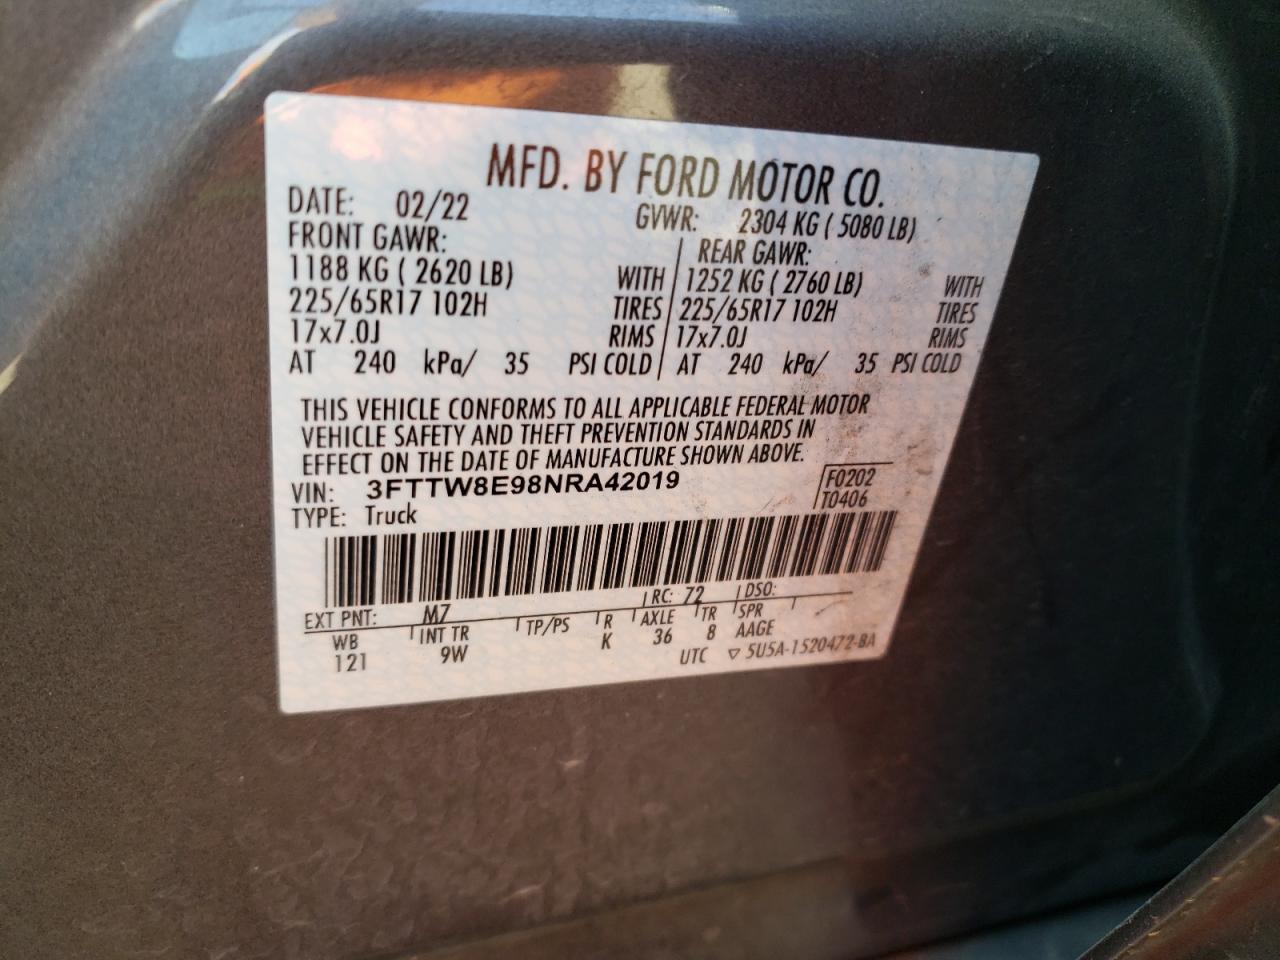 MFD. BY FORD MOTOR CO.
DATE: 02/22 GVWR: 2304 KG ( 5080 LB)
FRONT GAWR: REAR GAWR:
1188 KG ( 2620 LB) WITH 1252 KG ( 2760 LB) WITH
225/65R17 102H TIRES 225/65R17 102H TIRES
17x7.0J RIMS 17x7.0J RIMS
AT 240 kPa/ 35 PSI COLD AT 240 kPa/ 35 PSI COLD
THIS VEHICLE CONFORMS TO ALL APPLICABLE FEDERAL MOTOR
VEHICLE SAFETY AND THEFT PREVENTION STANDARDS IN
EFFECT ON THE DATE OF MANUFACTURE SHOWN ABOVE.
VIN: 3FTTW8E98NRA42019 F0202
TYPE: Truck T0406
EXT PNT: M7 RC: 72 DSO:
WB INT TR TP/PS R AXLE TR SPR
121 9W K 36 8 AAGE
UTC ▽ 5U5A-1520472-BA